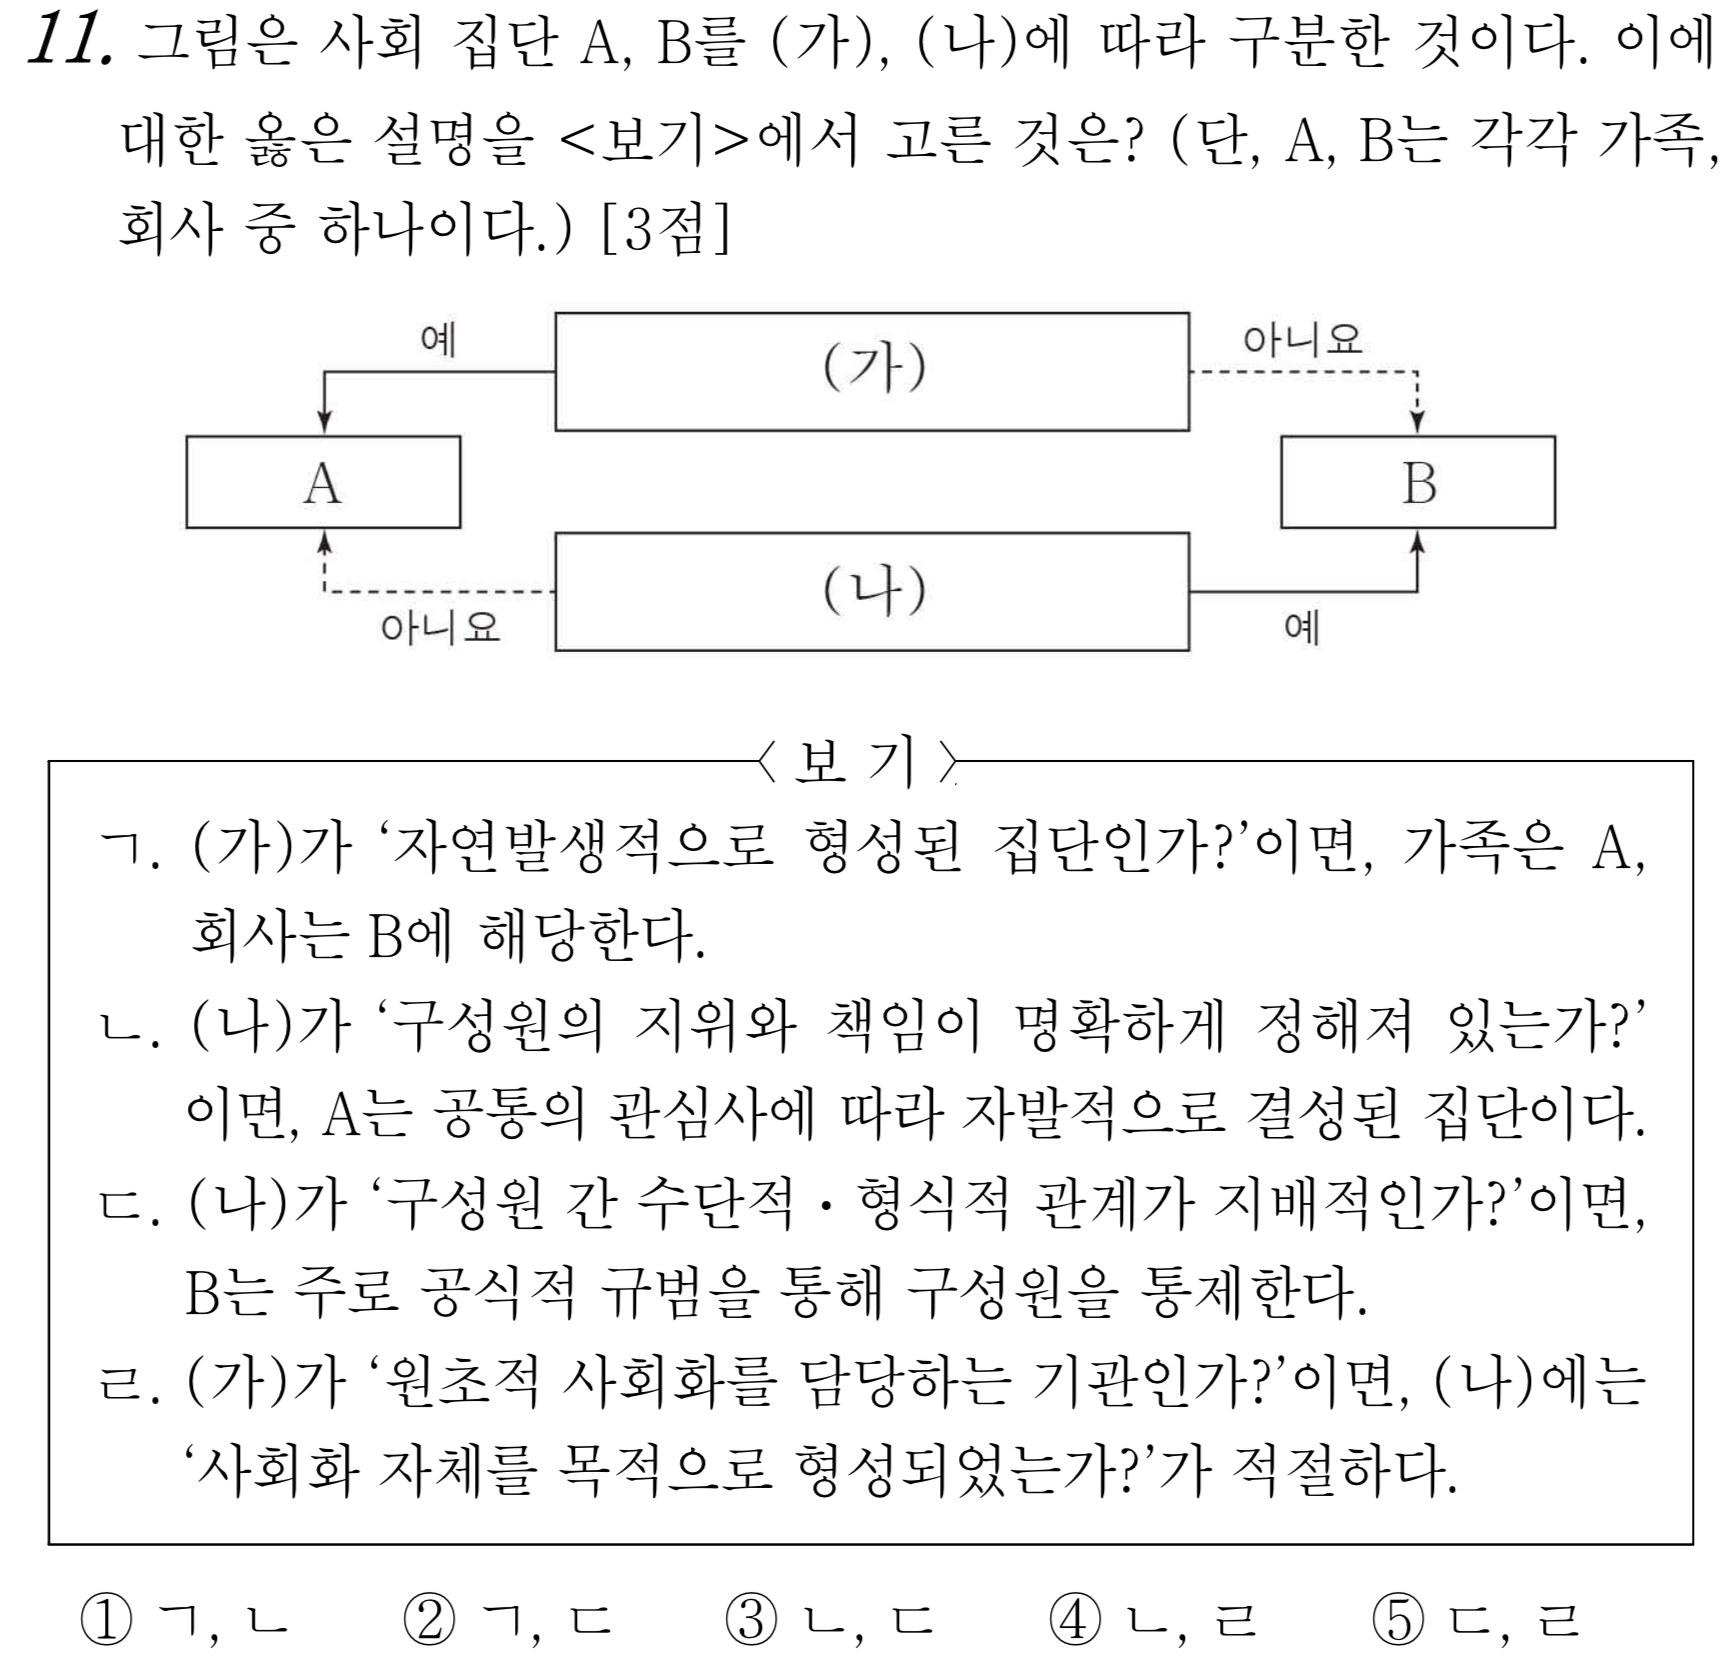 11. 그림은 사회 집단 A, B를 (가), (나)에 따라 구분한 것이다. 이에
대한 옳은 설명을 <보기>에서 고른 것은? (단, A, B는 각각 가족,
회사 중 하나이다.) [3점]
예
(가)
아니요
A
B
아니요
(나)
예
〈보 기〉
ㄱ. (가)가 ‘자연발생적으로 형성된 집단인가?’이면, 가족은 A,
회사는 B에 해당한다.
ㄴ. (나)가 ‘구성원의 지위와 책임이 명확하게 정해져 있는가?’
이면, A는 공통의 관심사에 따라 자발적으로 결성된 집단이다.
ㄷ. (나)가 ‘구성원 간 수단적・형식적 관계가 지배적인가?’이면,
B는 주로 공식적 규범을 통해 구성원을 통제한다.
ㄹ. (가)가 ‘원초적 사회화를 담당하는 기관인가?’이면, (나)에는
‘사회화 자체를 목적으로 형성되었는가?’가 적절하다.
① ㄱ, ㄴ ② ㄱ, ㄷ ③ ㄴ, ㄷ ④ ㄴ, ㄹ ⑤ ㄷ, ㄹ